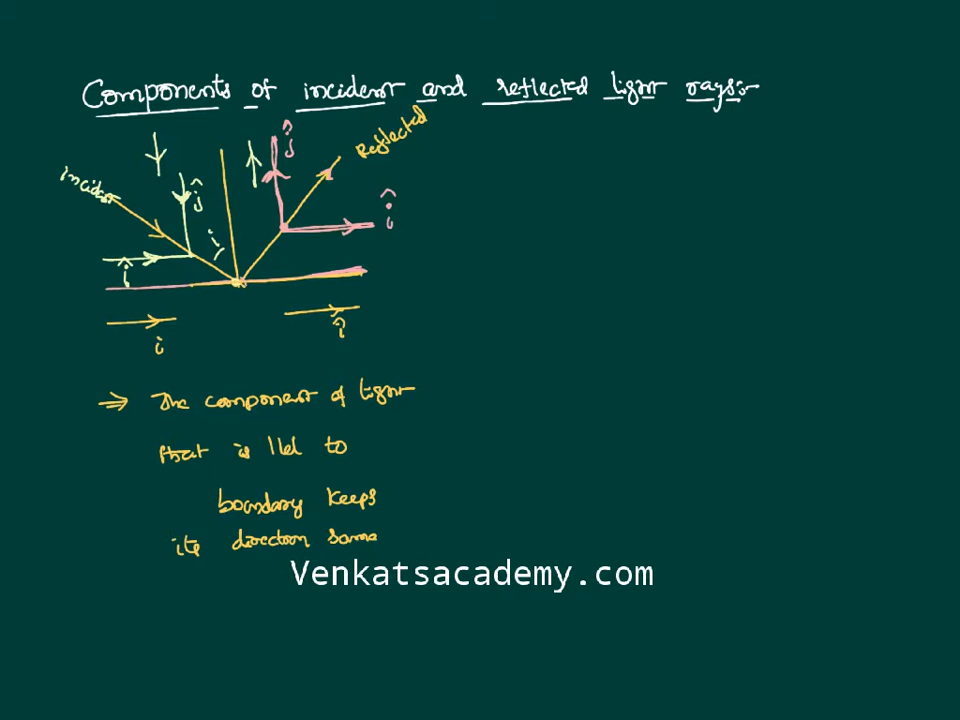 Components of incident and reflected light rays:-
ĵ
Reflected
incident
ĵ
î
i
î
i
î
⇒ The component of light
that is llel to
boundary keeps
its direction same
Venkatsacademy.com